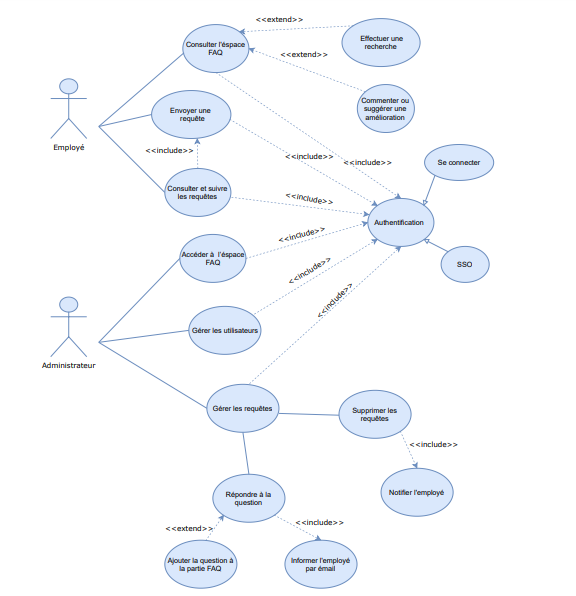 <<extend>>
Effectuer une
recherche
Consulter l'éspace
FAQ
<<extend>>
Commenter ou
suggérer une
amélioration
Envoyer une
requête
Employé
<<include>>
<<include>>
<<include>>
Se connecter
Consulter et suivre
les requêtes
<<include>>
Authentification
<<include>>
Accéder à l'éspace
FAQ
SSO
<<include>>
<<include>>
Gérer les utilisateurs
Administrateur
Gérer les requêtes
Supprimer les
requêtes
<<include>>
Notifier l'employé
Répondre à la
question
<<extend>>
<<include>>
Ajouter la question à
la partie FAQ
Informer l'employé
par émail